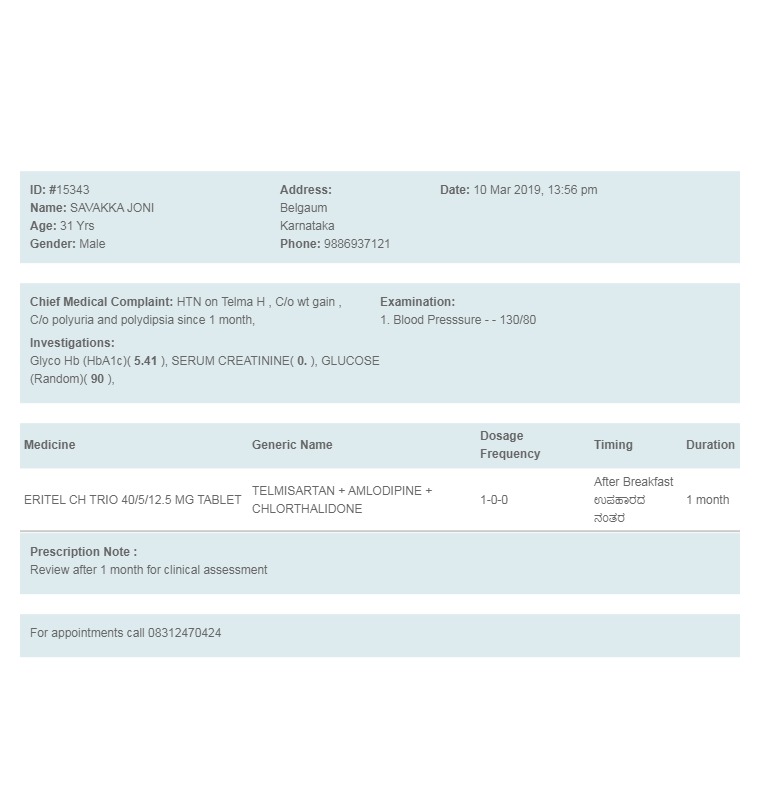 ID: #15343
Name: SAVAKKA JONI
Age: 31 Yrs
Gender: Male
Address:
Belgaum
Karnataka
Phone: 9886937121
Date: 10 Mar 2019, 13:56 pm
Chief Medical Complaint: HTN on Telma H , C/o wt gain ,
C/o polyuria and polydipsia since 1 month,
Investigations:
Glyco Hb (HbA1c)( 5.41 ), SERUM CREATININE( 0. ), GLUCOSE
(Random)( 90 ),
Examination:
1. Blood Presssure - - 130/80
Medicine Generic Name Dosage Frequency Timing Duration
ERITEL CH TRIO 40/5/12.5 MG TABLET
TELMISARTAN + AMLODIPINE +
CHLORTHALIDONE
1-0-0
After Breakfast
ಉಪಹಾರದ
ನಂತರ
1 month
Prescription Note :
Review after 1 month for clinical assessment
For appointments call 08312470424